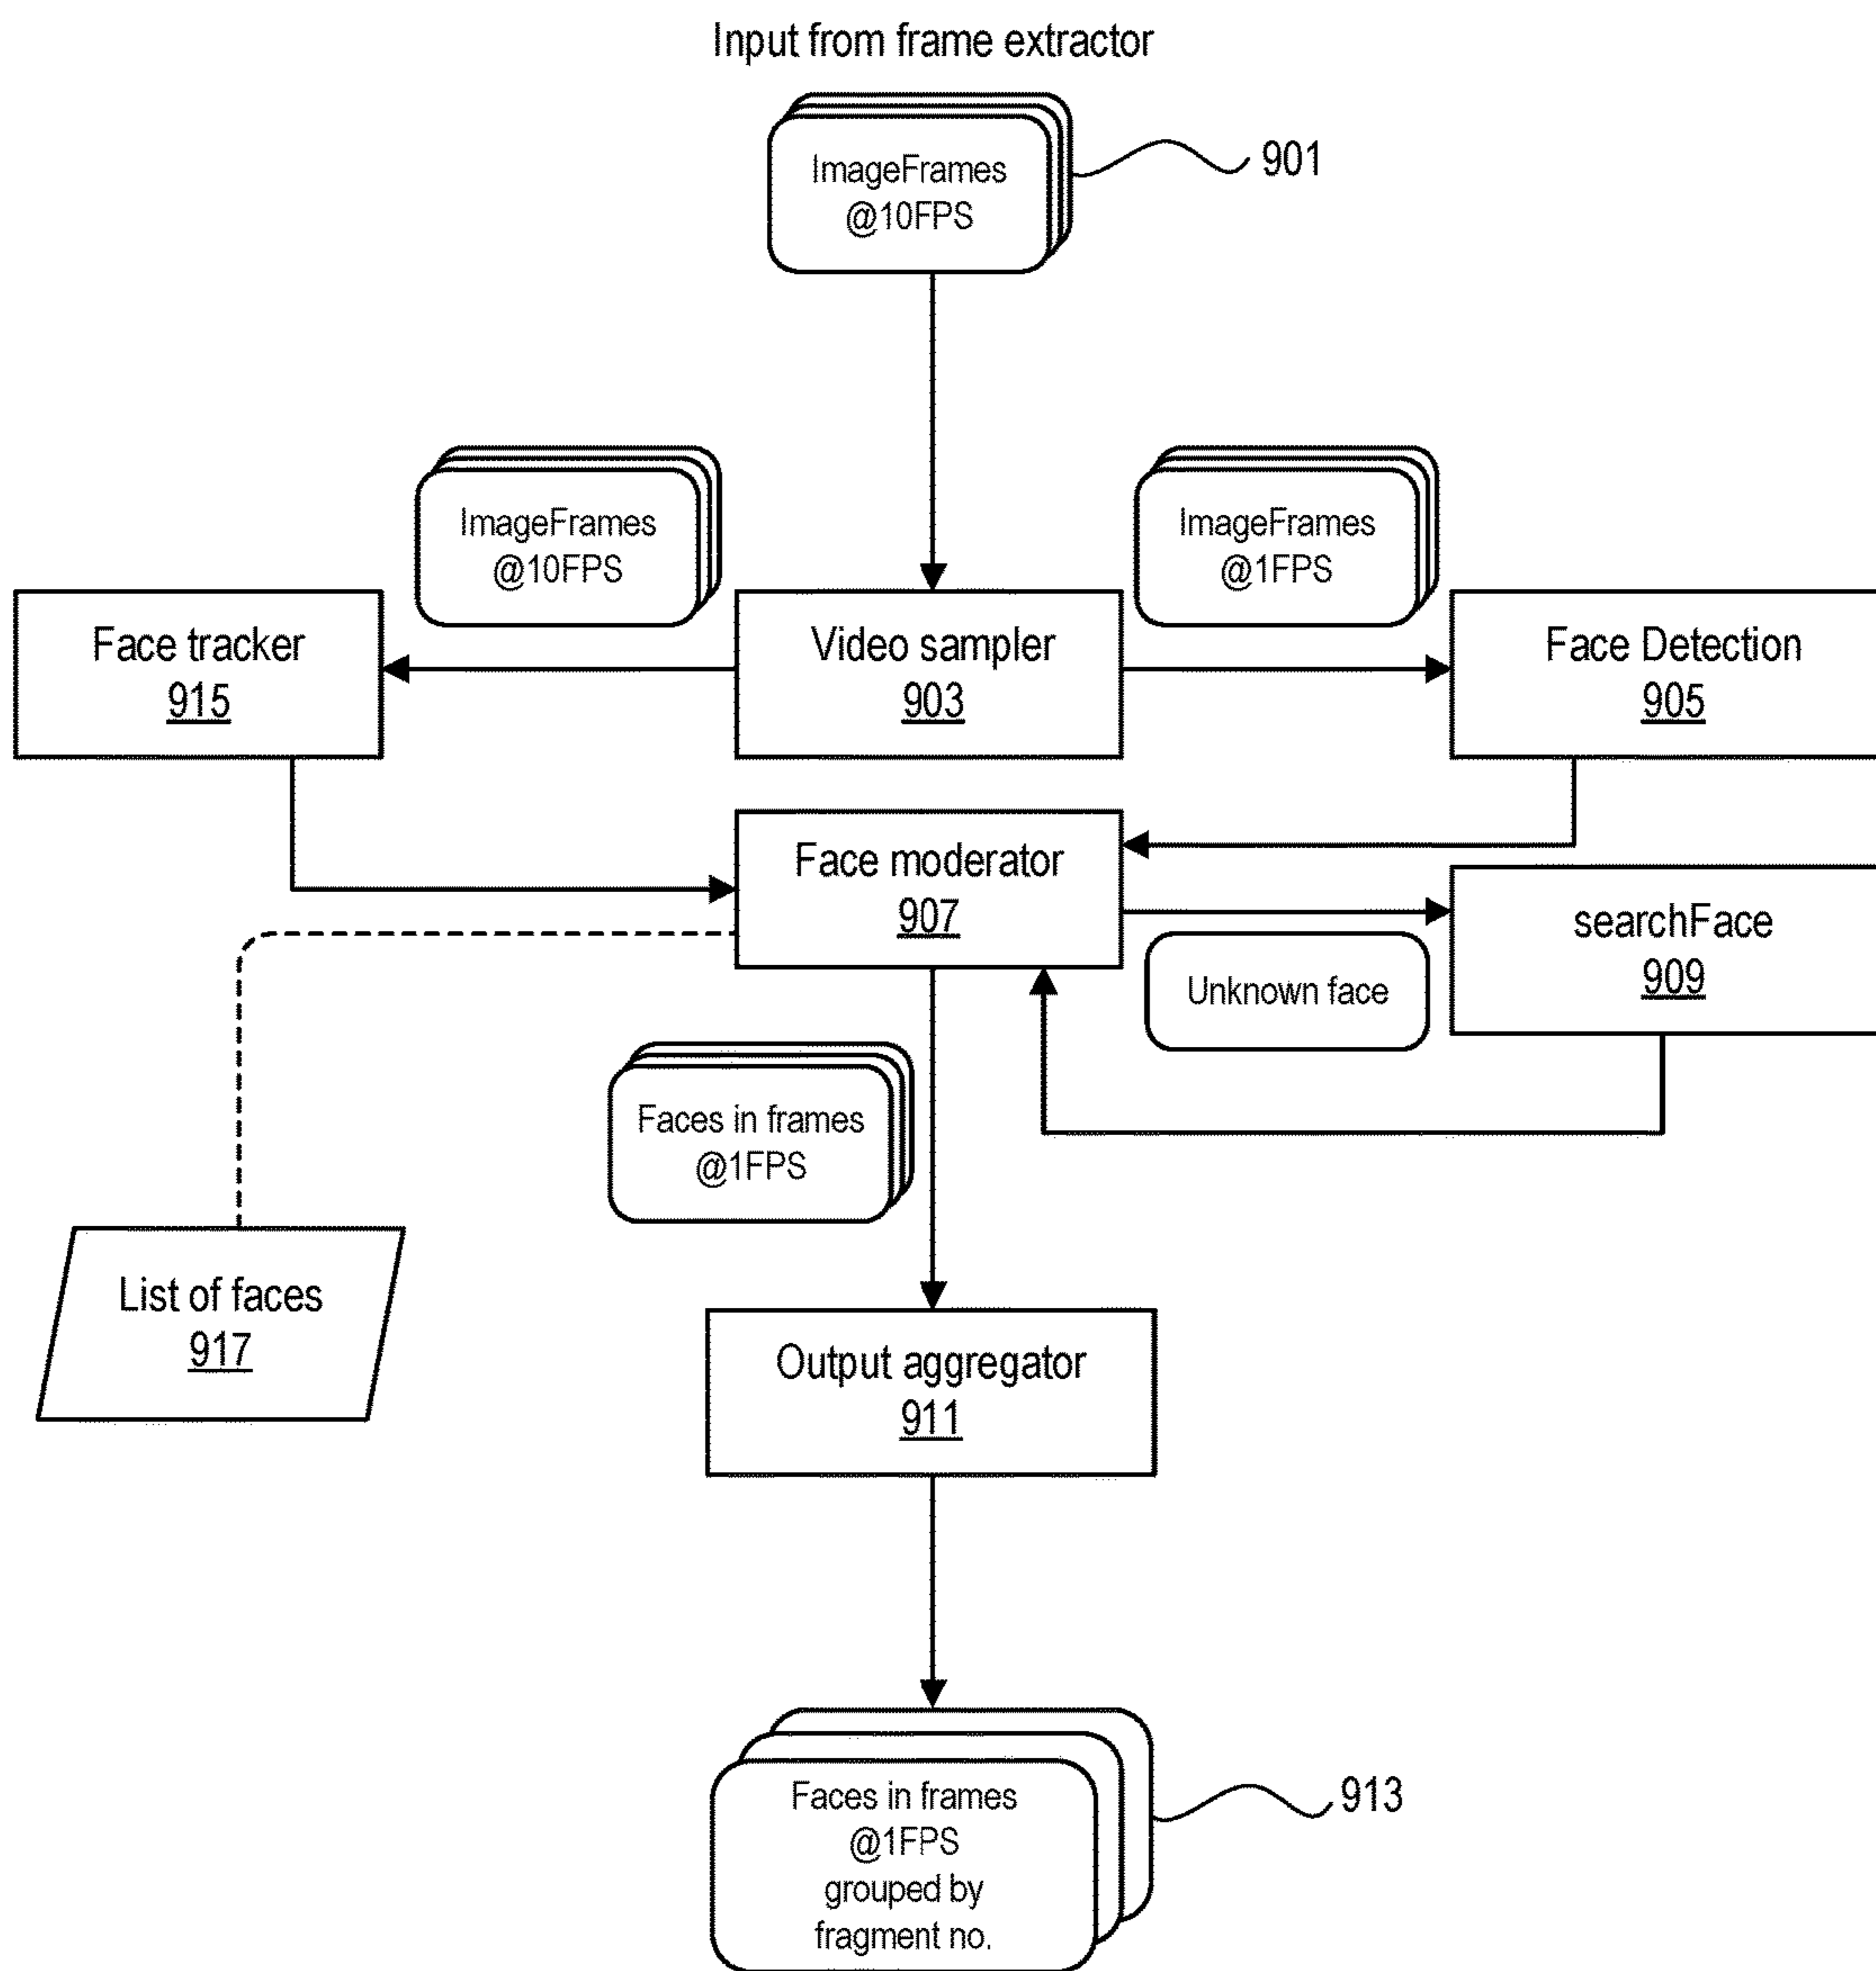 Input from frame extractor
ImageFrames
@10FPS
901
ImageFrames
@10FPS
ImageFrames
@1FPS
Face tracker
915
Video sampler
903
Face Detection
905
Face moderator
907
searchFace
909
Unknown face
Faces in frames
@1FPS
List of faces
917
Output aggregator
911
Faces in frames
@1FPS
grouped by
fragment no.
913